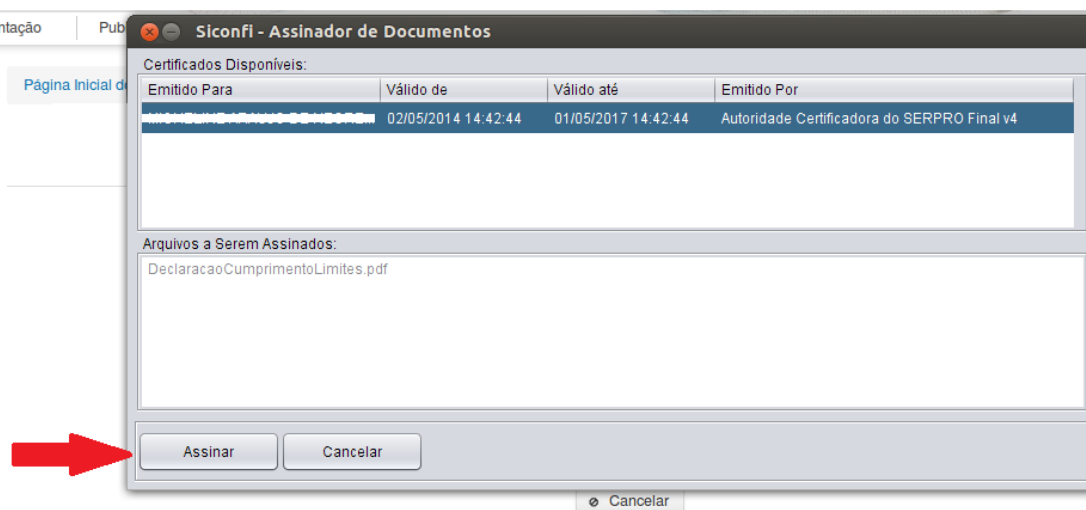 ntação Pub
Siconfi - Assinador de Documentos
Página Inicial d
Certificados Disponíveis:
Emitido Para Válido de Válido até Emitido Por
02/05/2014 14:42:44 01/05/2017 14:42:44 Autoridade Certificadora do SERPRO Final v4
Arquivos a Serem Assinados:
DeclaracaoCumprimentoLimites.pdf
Assinar Cancelar
Cancelar